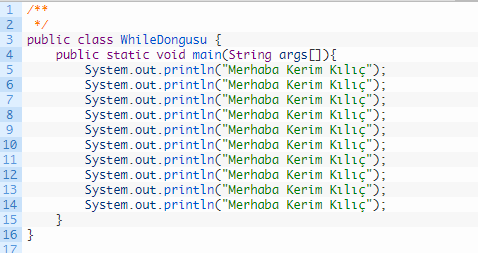 1 /**
2 */
3 public class WhileDongusu {
4 public static void main(String args[]){
5 System.out.println("Merhaba Kerim Kılıç");
6 System.out.println("Merhaba Kerim Kılıç");
7 System.out.println("Merhaba Kerim Kılıç");
8 System.out.println("Merhaba Kerim Kılıç");
9 System.out.println("Merhaba Kerim Kılıç");
10 System.out.println("Merhaba Kerim Kılıç");
11 System.out.println("Merhaba Kerim Kılıç");
12 System.out.println("Merhaba Kerim Kılıç");
13 System.out.println("Merhaba Kerim Kılıç");
14 System.out.println("Merhaba Kerim Kılıç");
15 }
16 }
17